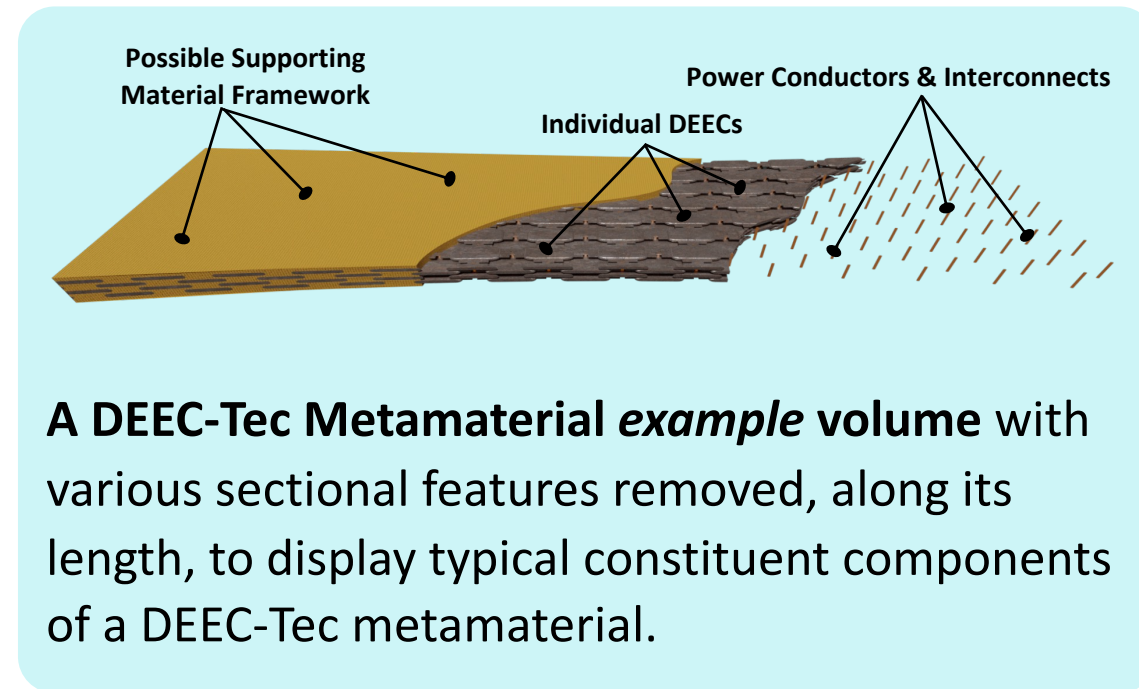 Possible Supporting
Material Framework
Power Conductors & Interconnects
Individual DEECs
A DEEC-Tec Metamaterial example volume with
various sectional features removed, along its
length, to display typical constituent components
of a DEEC-Tec metamaterial.